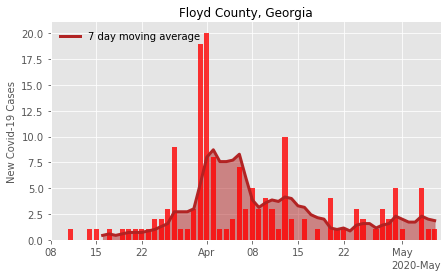 Floyd County, Georgia
7 day moving average
New Covid-19 Cases
20.0
17.5
15.0
12.5
10.0
7.5
5.0
2.5
0.0
08 15 22 Apr 08 15 22 May
2020-May